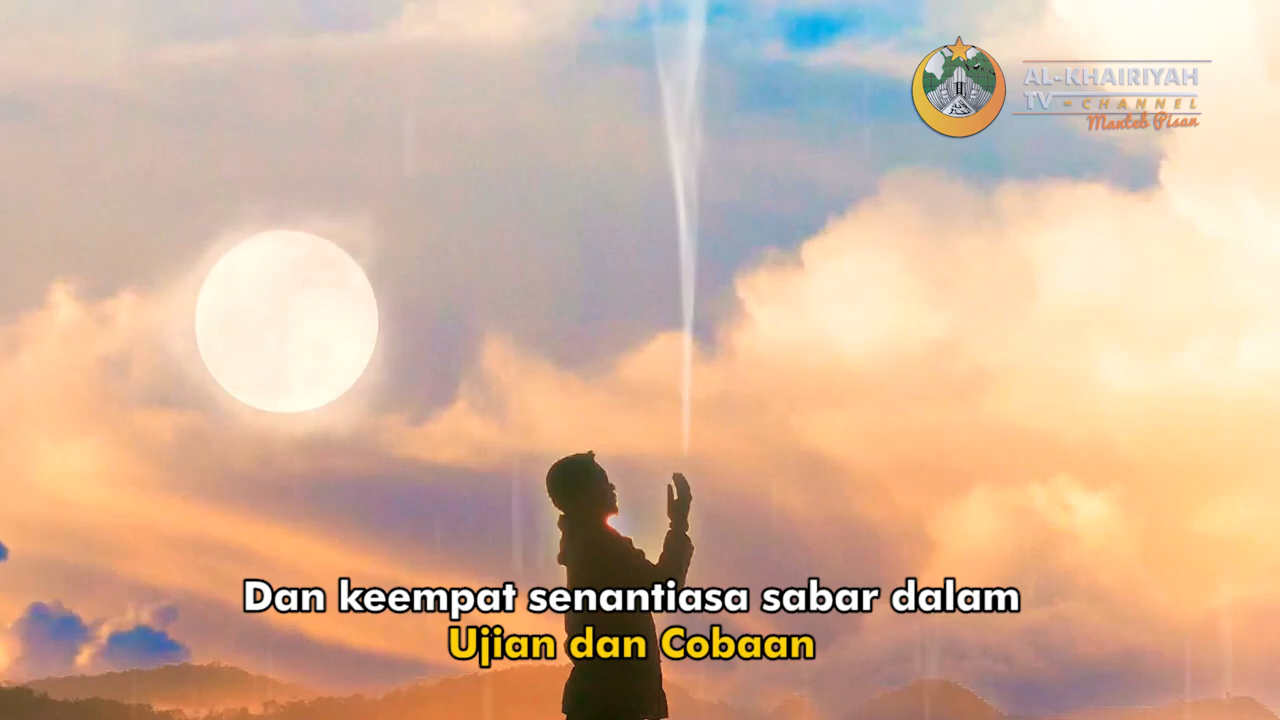 AL-KHAIRIYAH
TV - CHANNEL
Manteb Pisan
Dan keempat senantiasa sabar dalam
Ujian dan Cobaan